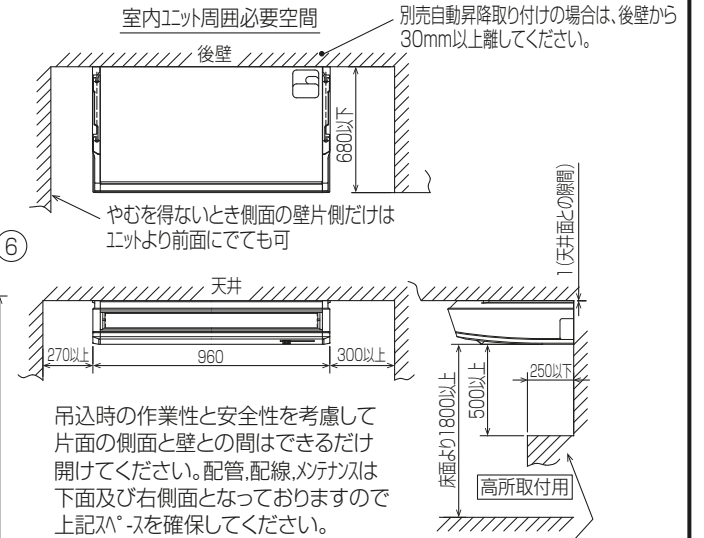 室内ユニット周囲必要空間
別売自動昇降取り付けの場合は、後壁から
30mm以上離してください。
後壁
680以下
やむを得ないとき側面の壁片側だけは
ユニットより前面にでても可
6
1(天井面との隙間)
天井
270以上
960
300以上
床面より1800以上
500以上
250以下
高所取付用
吊込時の作業性と安全性を考慮して
片面の側面と壁との間はできるだけ
開けてください。配管,配線,メンテナンスは
下面及び右側面となっておりますので
上記スペースを確保してください。